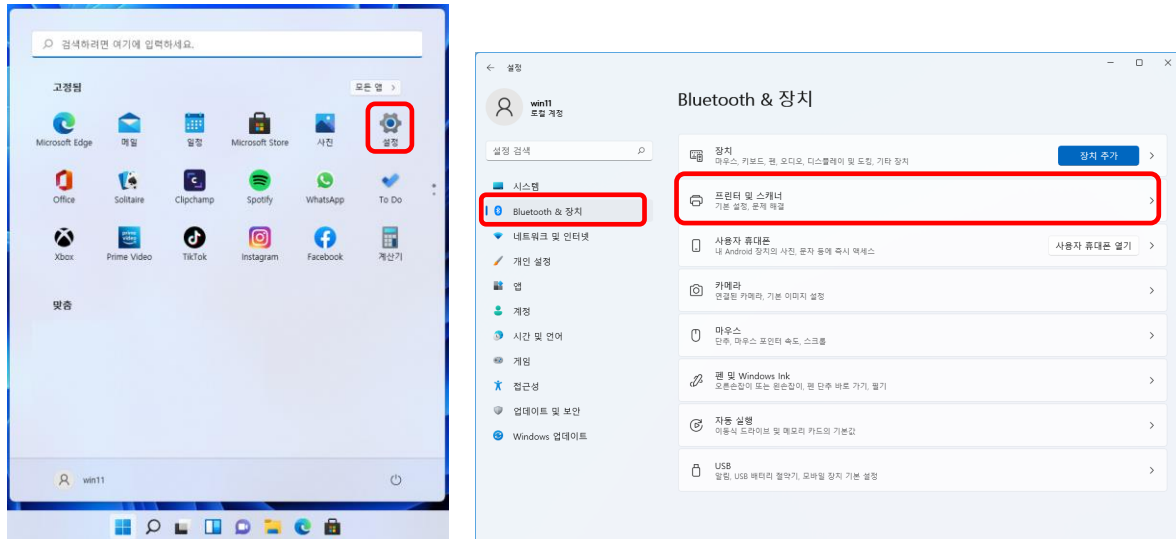 검색하려면 여기에 입력하세요.
고정됨
모든 앱 >
Microsoft Edge
메일
일정
Microsoft Store
사진
설정
Office
Solitaire
Clipchamp
Spotify
WhatsApp
To Do
Xbox
prime video
Prime Video
TikTok
Instagram
Facebook
계산기
맞춤
win11
설정
win11
로컬 계정
설정 검색
시스템
Bluetooth & 장치
네트워크 및 인터넷
개인 설정
앱
계정
시간 및 언어
게임
접근성
업데이트 및 보안
Windows 업데이트
Bluetooth & 장치
장치
마우스, 키보드, 펜, 오디오, 디스플레이 및 도킹, 기타 장치
장치 추가
프린터 및 스캐너
기본 설정, 문제 해결
사용자 휴대폰
내 Android 장치의 사진, 문자 등에 즉시 액세스
사용자 휴대폰 열기
카메라
연결된 카메라, 기본 이미지 설정
마우스
단추, 마우스 포인터 속도, 스크롤
펜 및 Windows Ink
오른손잡이 또는 왼손잡이, 펜 단추 바로 가기, 필기
자동 실행
이동식 드라이브 및 메모리 카드의 기본값
USB
알림, USB 배터리 절약기, 모바일 장치 기본 설정